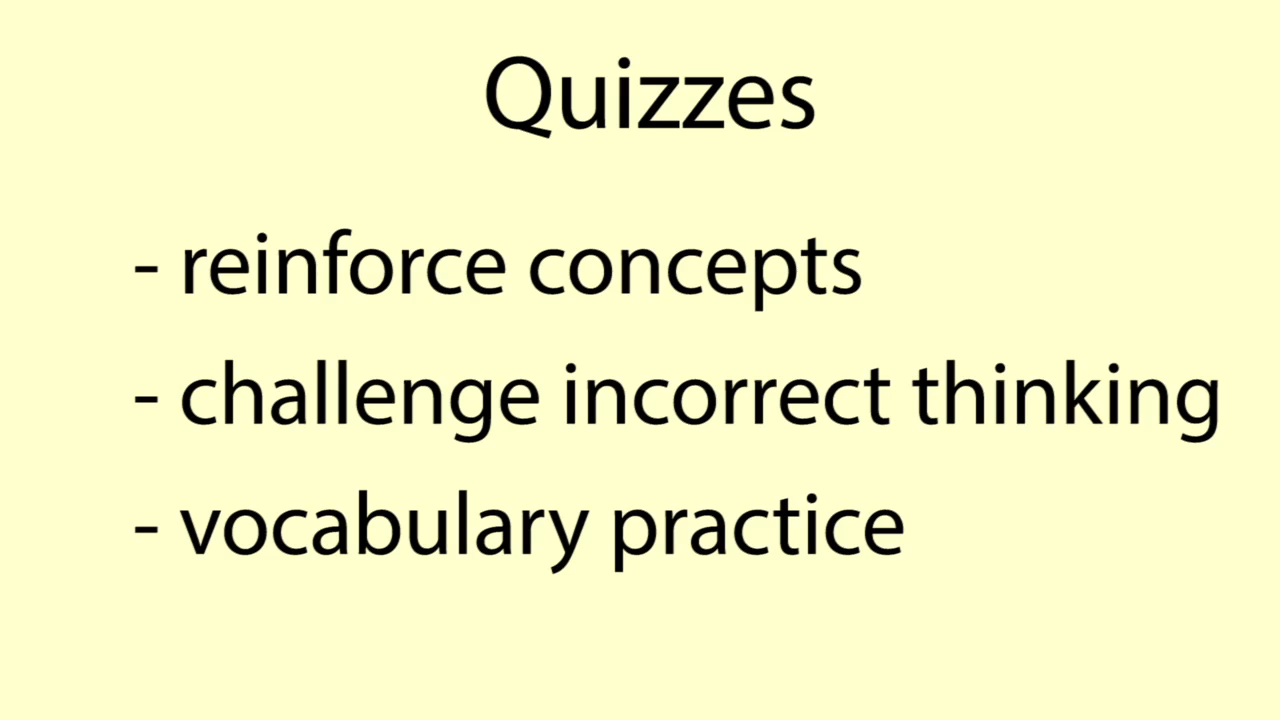 Quizzes
- reinforce concepts
- challenge incorrect thinking
- vocabulary practice